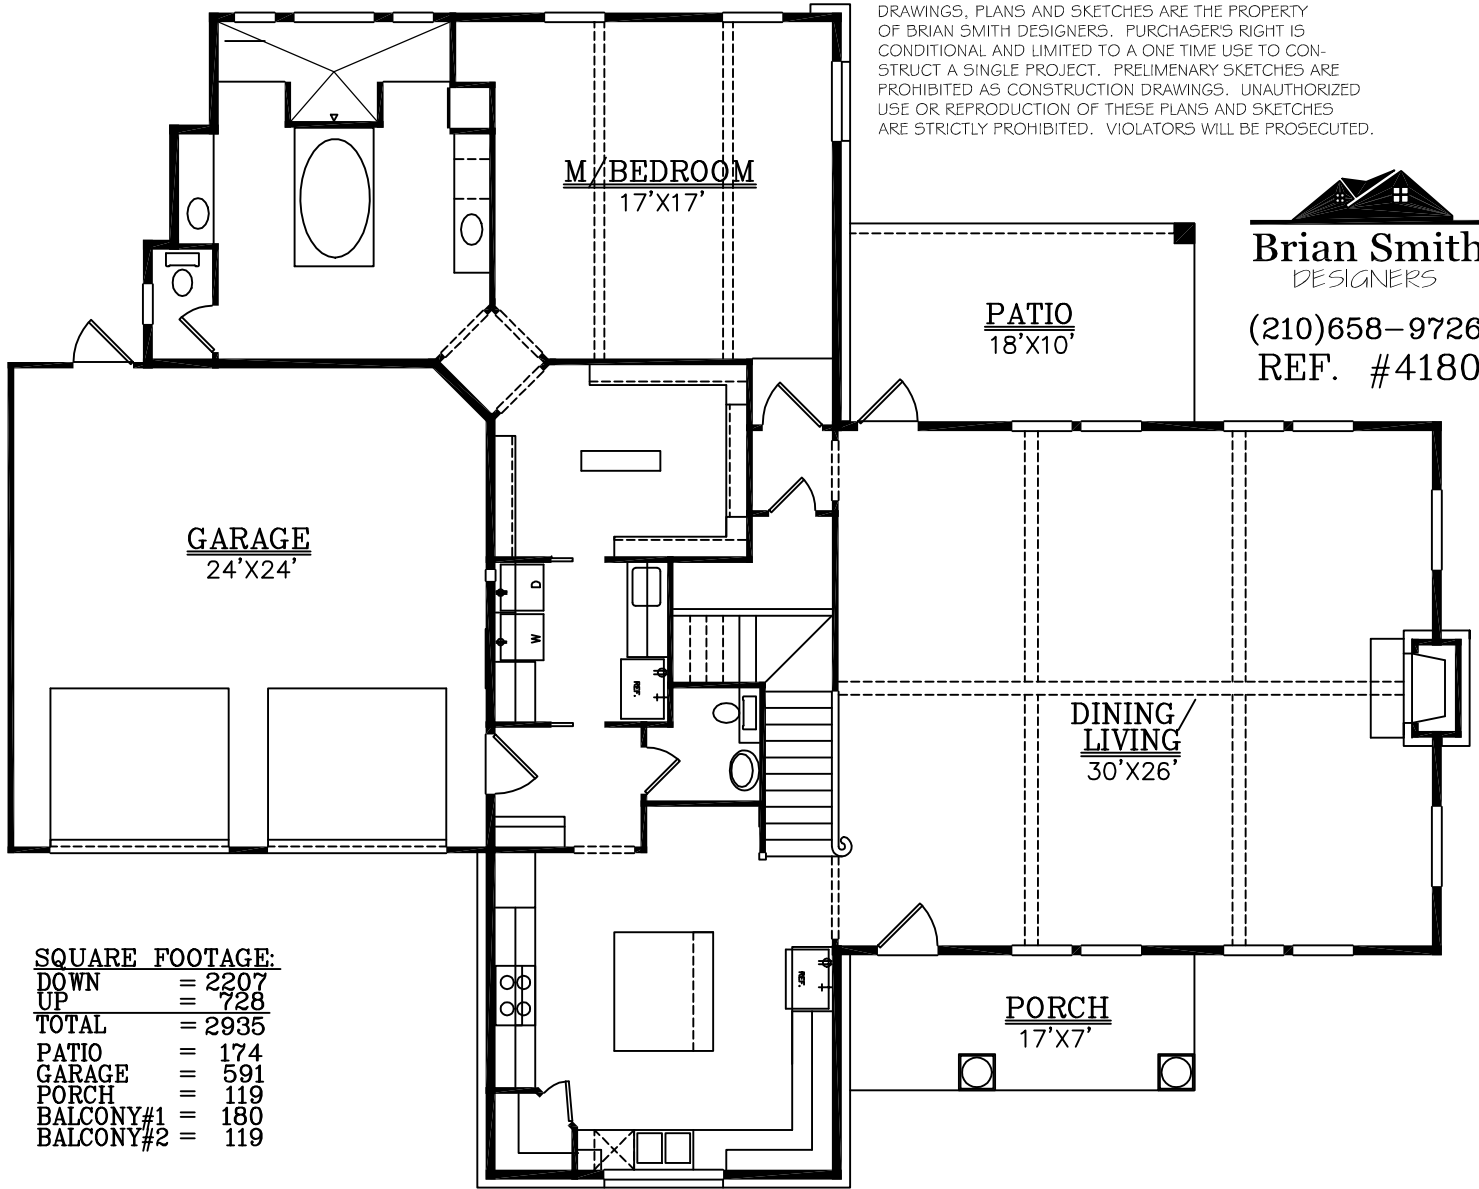 DRAWINGS, PLANS AND SKETCHES ARE THE PROPERTY
OF BRIAN SMITH DESIGNERS. PURCHASER'S RIGHT IS
CONDITIONAL AND LIMITED TO A ONE TIME USE TO CON-
STRUCT A SINGLE PROJECT. PRELIMENARY SKETCHES ARE
PROHIBITED AS CONSTRUCTION DRAWINGS. UNAUTHORIZED
USE OR REPRODUCTION OF THESE PLANS AND SKETCHES
ARE STRICTLY PROHIBITED. VIOLATORS WILL BE PROSECUTED.
Brian Smith
DESIGNERS
(210)658-9726
REF. #4180
M/BEDROOM
17'X17'
PATIO
18'X10'
GARAGE
24'X24'
D
W
REF.
DINING/
LIVING
30'X26'
REF.
PORCH
17'X7'
SQUARE FOOTAGE:
DOWN = 2207
UP = 728
TOTAL = 2935
PATIO = 174
GARAGE = 591
PORCH = 119
BALCONY#1 = 180
BALCONY#2 = 119